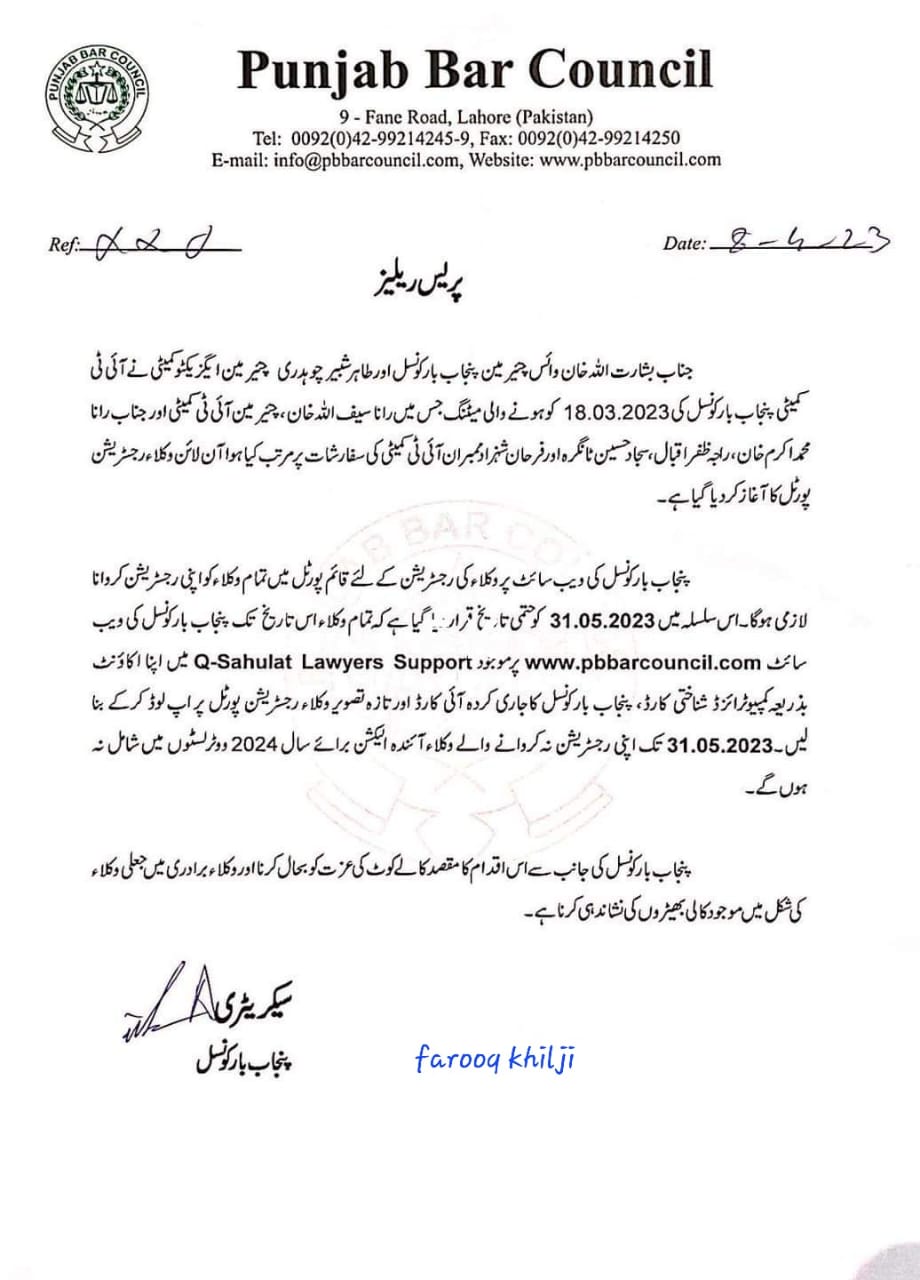 PUNJAB BAR COUNCIL
Punjab Bar Council
9 - Fane Road, Lahore (Pakistan)
Tel: 0092(0)42-99214245-9, Fax: 0092(0)42-99214250
E-mail: info@pbbarcouncil.com, Website: www.pbbarcouncil.com
Ref:
Date: 8-4-23
پریس ریلیز
جناب بشارت اللہ خان وائس چیرمین پنجاب بارکونسل اور طاہر شبیر چوہدری چیرمین ایگزیکٹو کمیٹی نے آئی ٹی
کمیٹی پنجاب بارکونسل کی 18.03.2023 کو ہونے والی میٹنگ جس میں رانا سیف اللہ خان، چیرمین آئی ٹی کمیٹی اور جناب رانا
محمد اکرم خان، راجہ ظفر اقبال، سجاد حسین ٹانگرہ اور فرحان شہزاد ممبران آئی ٹی کمیٹی کی سفارشات پر مرتب کیا ہوا آن لائن وکلاء رجسٹریشن
پورٹل کا آغاز کر دیا گیا ہے۔
پنجاب بارکونسل کی ویب سائٹ پر وکلاء کی رجسٹریشن کے لئے قائم پورٹل میں تمام وکلاء کو اپنی رجسٹریشن کروانا
لازمی ہوگا۔ اس سلسلہ میں 31.05.2023 کو حتمی تاریخ قرار دیا گیا ہے کہ تمام وکلاء اس تاریخ تک پنجاب بارکونسل کی ویب
سائٹ www.pbbarcouncil.com پر موجود Q-Sahulat Lawyers Support میں اپنا اکاؤنٹ
بذریعہ کمپیوٹرائزڈ شناختی کارڈ، پنجاب بارکونسل کا جاری کردہ آئی کارڈ اور تازہ تصویر وکلاء رجسٹریشن پورٹل پر اپ لوڈ کرکے بنا
لیں۔ 31.05.2023 تک اپنی رجسٹریشن نہ کروانے والے وکلاء آئندہ الیکشن برائے سال 2024 ووٹرلسٹوں میں شامل نہ
ہوں گے۔
پنجاب بارکونسل کی جانب سے اس اقدام کا مقصد کالے کوٹ کی عزت کو بحال کرنا اور وکلاء برادری میں جعلی وکلاء
کی شکل میں موجود کالی بھیڑوں کی نشاندہی کرنا ہے۔
سیکریٹری
پنجاب بارکونسل
farooq khilji